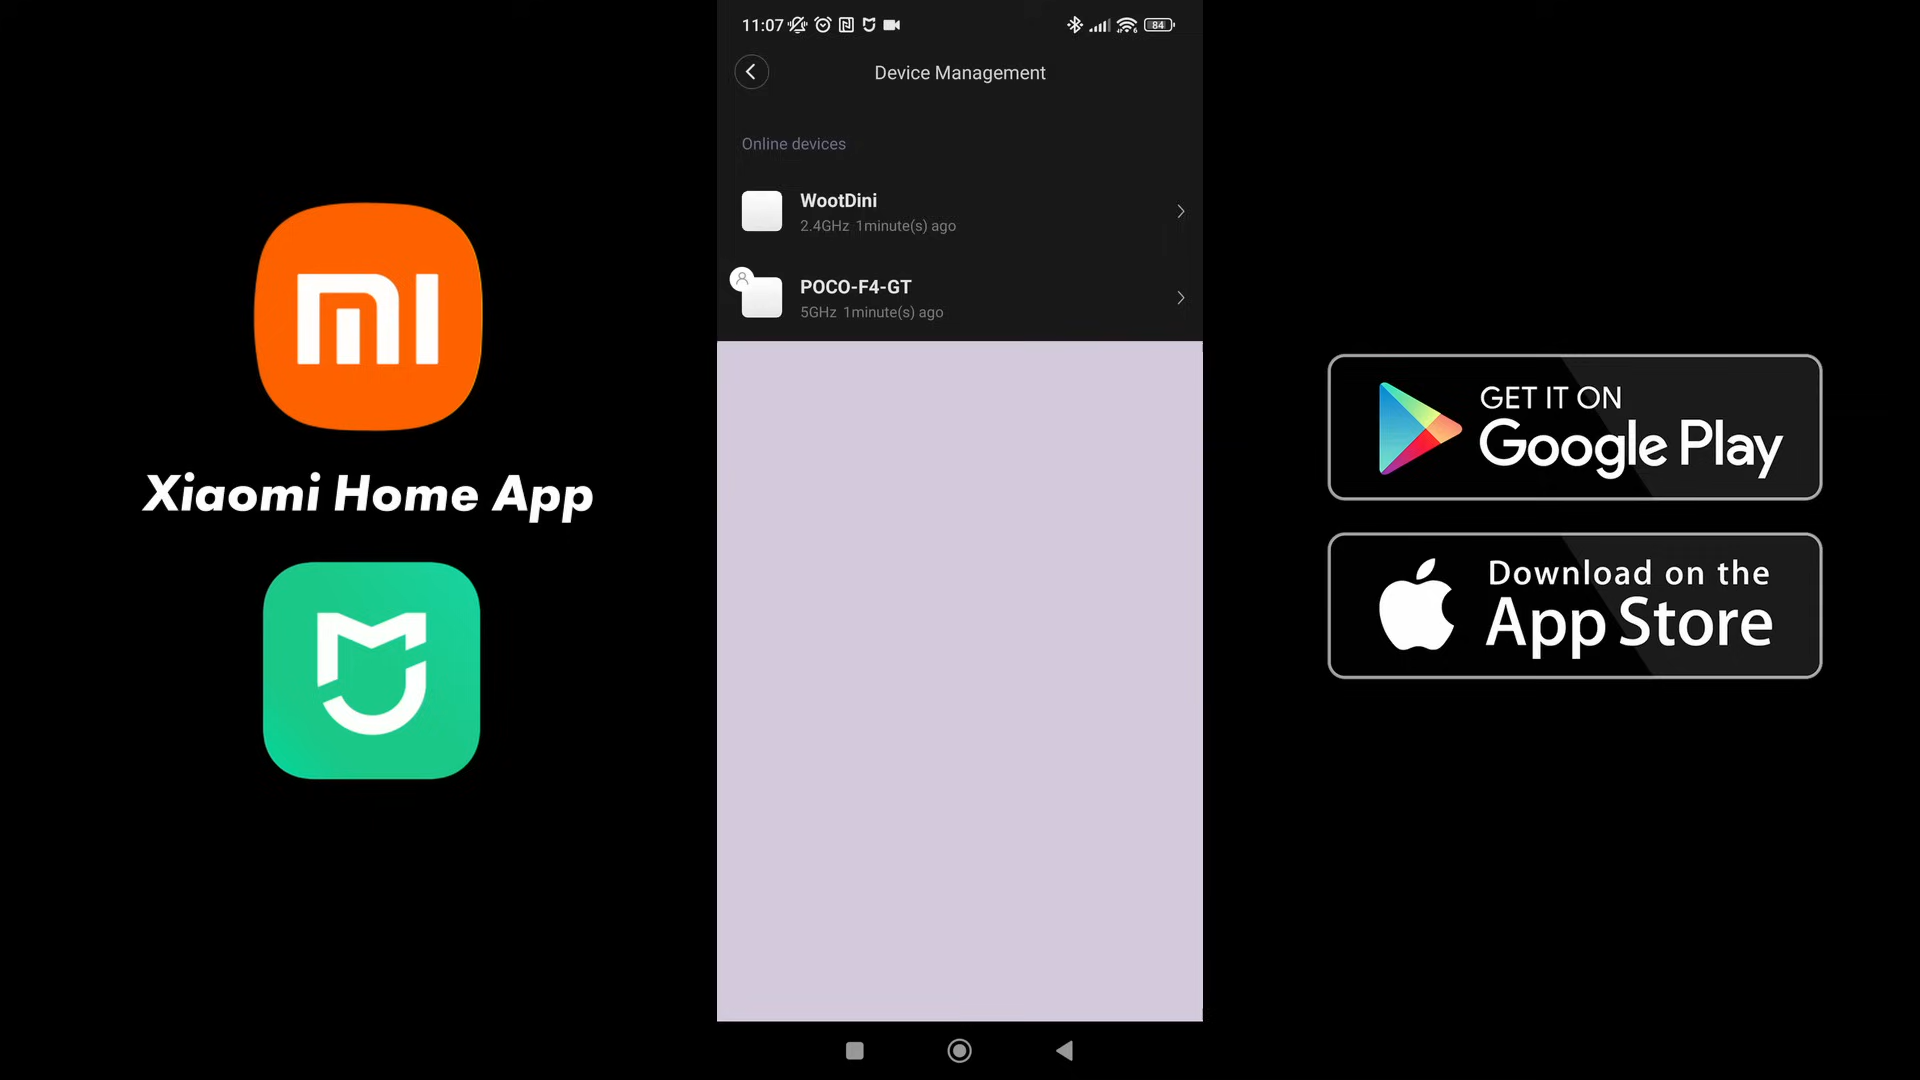 11:07
84
Device Management
Online devices
WootDini
2.4GHz 1minute(s) ago
POCO-F4-GT
5GHz 1minute(s) ago
Xiaomi Home App
GET IT ON
Google Play
Download on the
App Store